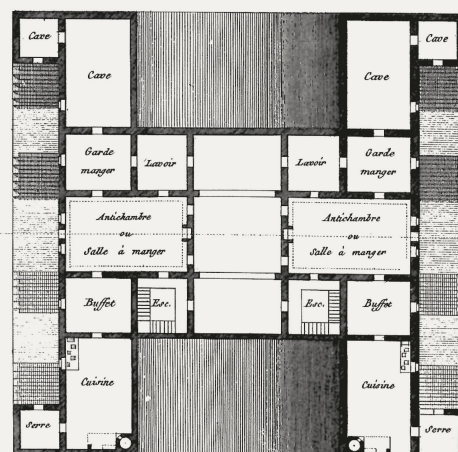 Cave
Cave
Cave
Cave
Garde
manger
Lavoir
Lavoir
Garde
manger
Antichambre
ou
Salle à manger
Antichambre
ou
Salle à manger
Buffet
Esc.
Esc.
Buffet
Cuisine
Cuisine
Serre
Serre